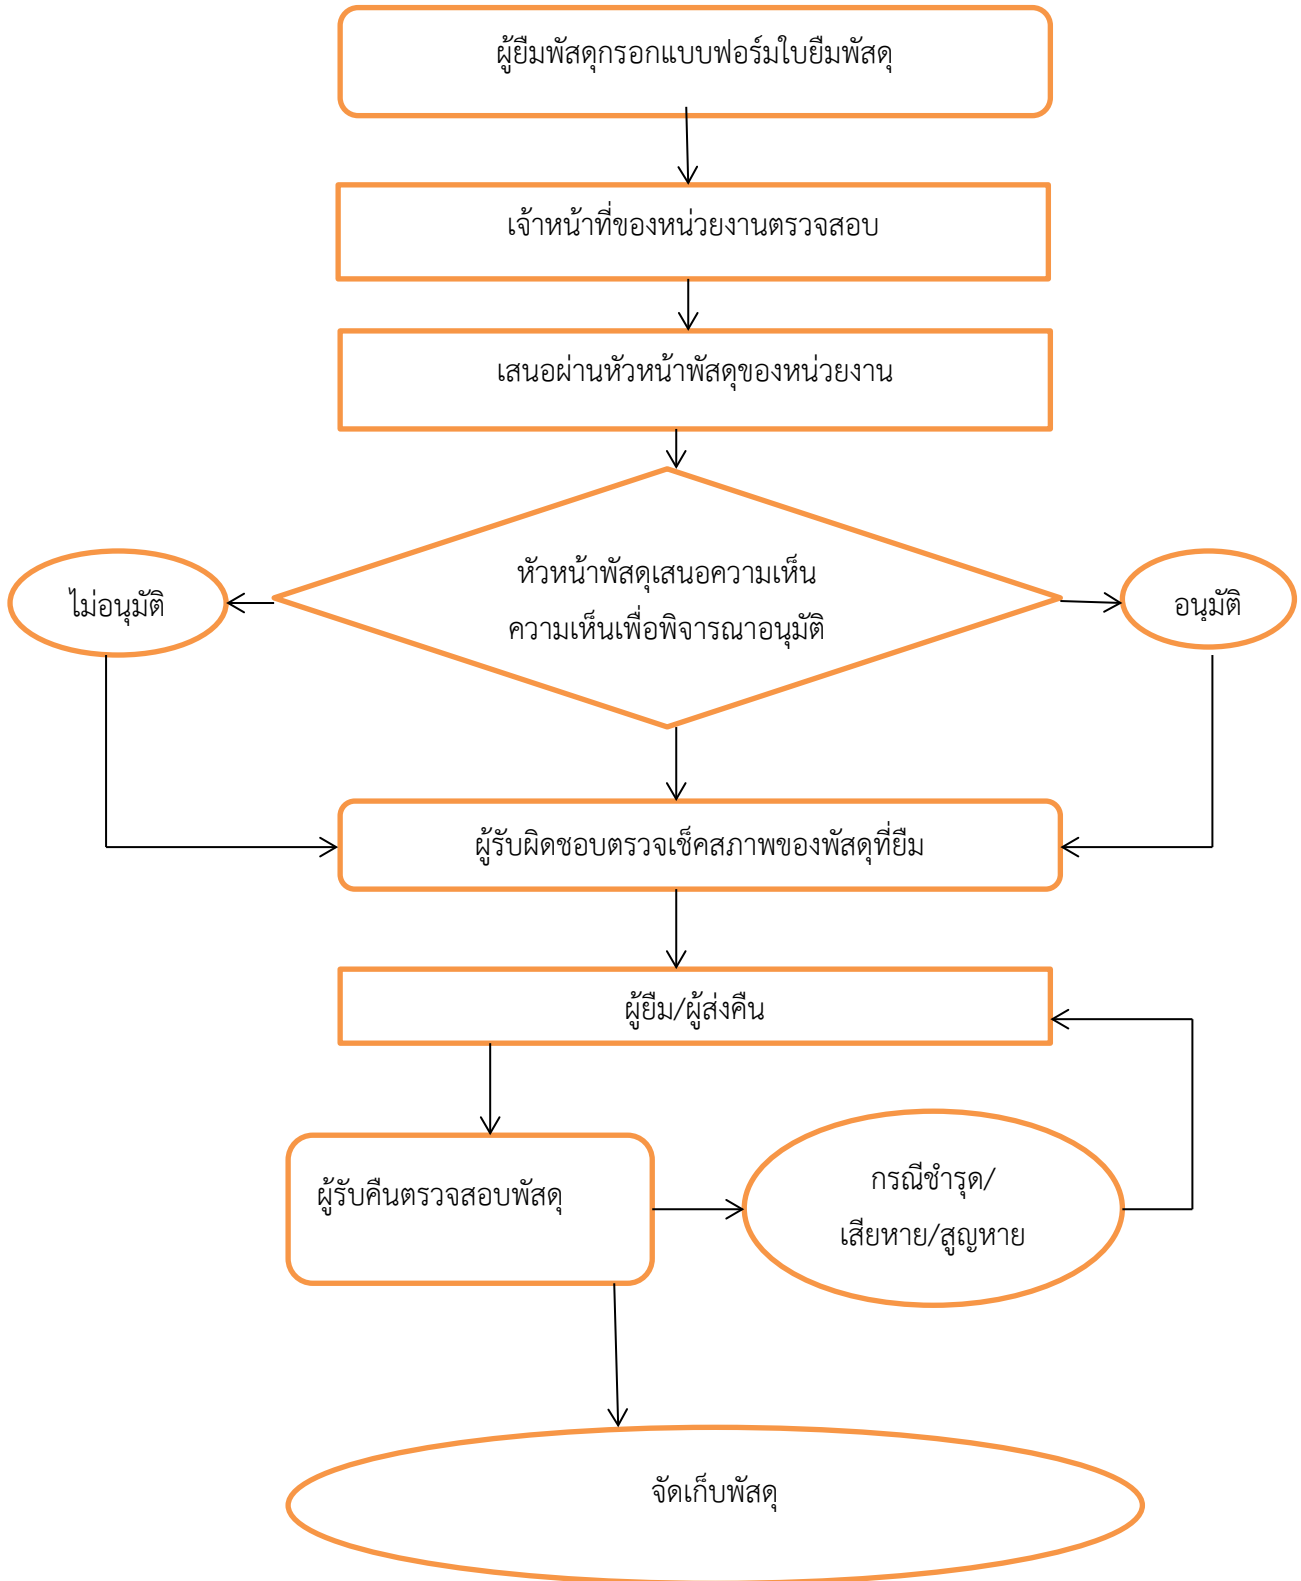 ผู้ยืมพัสดุกรอกแบบฟอร์มใบยืมพัสดุ
เจ้าหน้าที่ของหน่วยงานตรวจสอบ
เสนอผ่านหัวหน้าพัสดุของหน่วยงาน
หัวหน้าพัสดุเสนอความเห็น
ความเห็นเพื่อพิจารณาอนุมัติ
ไม่อนุมัติ
อนุมัติ
ผู้รับผิดชอบตรวจเช็คสภาพของพัสดุที่ยืม
ผู้ยืม/ผู้ส่งคืน
ผู้รับคืนตรวจสอบพัสดุ
กรณีชำรุด/
เสียหาย/สูญหาย
จัดเก็บพัสดุ